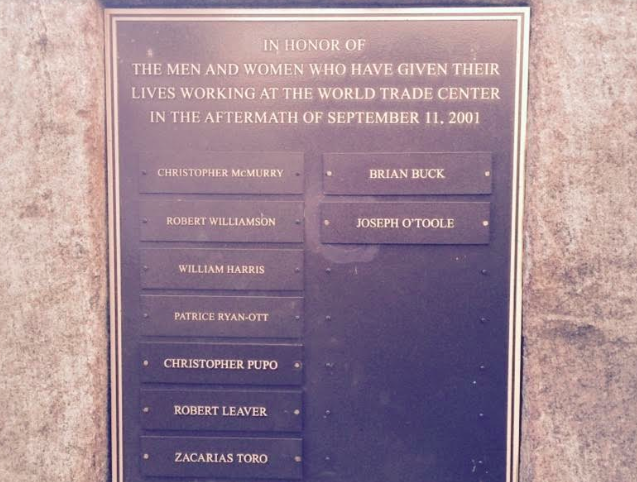 IN HONOR OF
THE MEN AND WOMEN WHO HAVE GIVEN THEIR
LIVES WORKING AT THE WORLD TRADE CENTER
IN THE AFTERMATH OF SEPTEMBER 11, 2001
CHRISTOPHER McMURRY
ROBERT WILLIAMSON
WILLIAM HARRIS
PATRICE RYAN-OTT
CHRISTOPHER PUPO
ROBERT LEAVER
ZACARIAS TORO
BRIAN BUCK
JOSEPH O'TOOLE